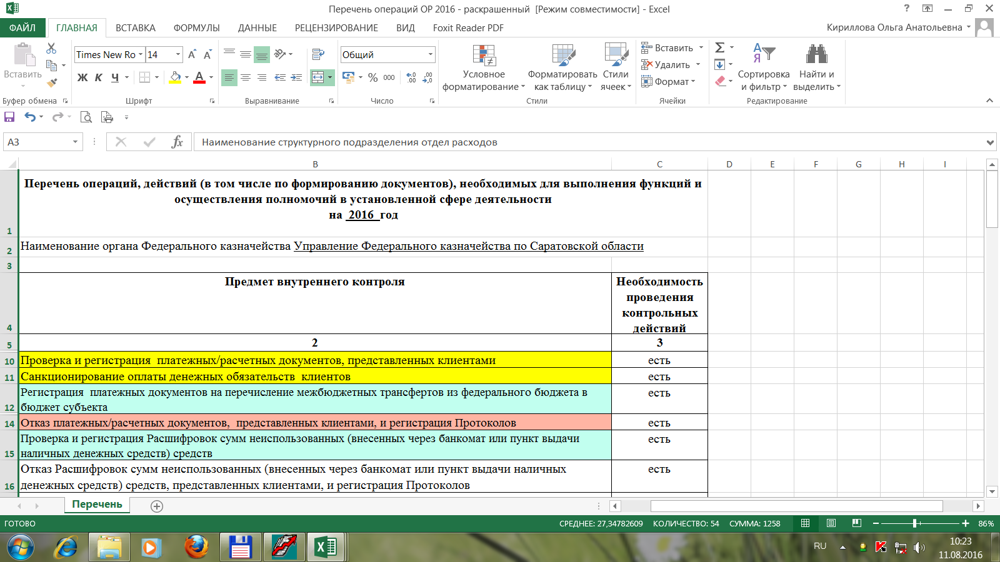 Перечень операций ОР 2016 - раскрашенный  [Режим совместимости] - Excel
?
ФАЙЛ ГЛАВНАЯ ВСТАВКА ФОРМУЛЫ ДАННЫЕ РЕЦЕНЗИРОВАНИЕ ВИД Foxit Reader PDF Кириллова Ольга Анатольевна
Вставить
Times New Ro 14
Ж К Ч
Общий
% 000
Условное форматирование
Форматировать как таблицу
Стили ячеек
Вставить
Удалить
Формат
Сортировка и фильтр
Найти и выделить
Буфер обмена Шрифт Выравнивание Число Стили Ячейки Редактирование
A3 fx Наименование структурного подразделения отдел расходов
B C D E F G H I
Перечень операций, действий (в том числе по формированию документов), необходимых для выполнения функций и
осуществления полномочий в установленной сфере деятельности
на 2016 год
1
Наименование органа Федерального казначейства Управление Федерального казначейства по Саратовской области
2
3
Предмет внутреннего контроля
Необходимость
проведения
контрольных
действий
4
5 2 3
10 Проверка и регистрация  платежных/расчетных документов, представленных клиентами есть
11 Санкционирование оплаты денежных обязательств  клиентов есть
Регистрация  платежных документов на перечисление межбюджетных трансфертов из федерального бюджета в есть
12 бюджет субъекта
14 Отказ платежных/расчетных документов,  представленных клиентами, и регистрация Протоколов есть
Проверка и регистрация Расшифровок сумм неиспользованных (внесенных через банкомат или пункт выдачи есть
15 наличных денежных средств) средств
Отказ Расшифровок сумм неиспользованных (внесенных через банкомат или пункт выдачи наличных есть
16 денежных средств) средств, представленных клиентами, и регистрация Протоколов
Перечень
ГОТОВО СРЕДНЕЕ: 27,34782609 КОЛИЧЕСТВО: 54 СУММА: 1258 86%
RU 10:23
11.08.2016